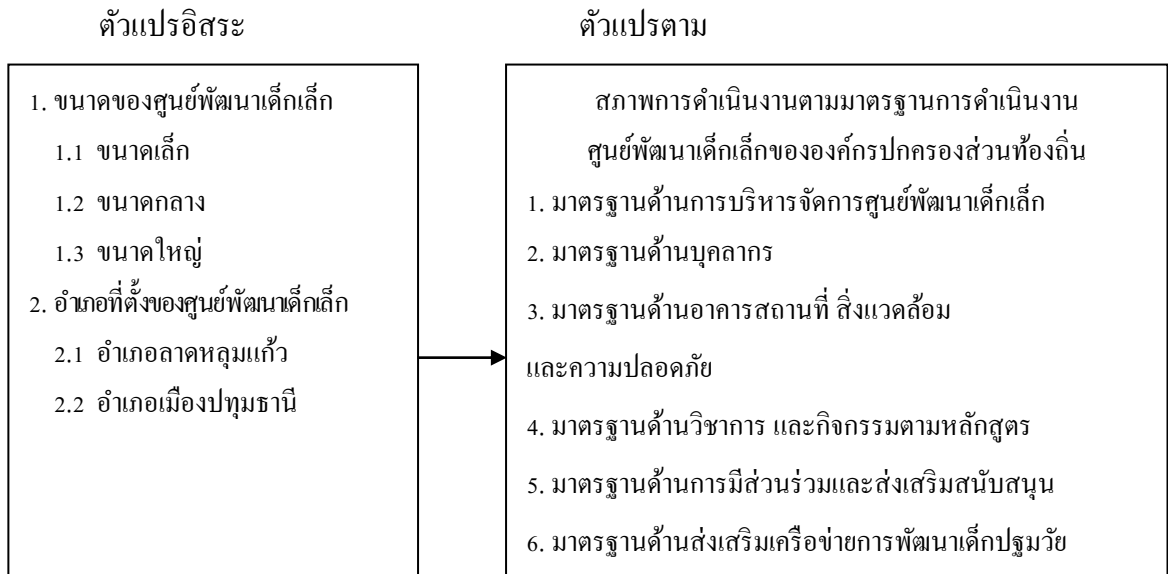 ตัวแปรอิสระ
1. ขนาดของศูนย์พัฒนาเด็กเล็ก
1.1 ขนาดเล็ก
1.2 ขนาดกลาง
1.3 ขนาดใหญ่
2. อำเภอที่ตั้งของศูนย์พัฒนาเด็กเล็ก
2.1 อำเภอลาดหลุมแก้ว
2.2 อำเภอเมืองปทุมธานี
ตัวแปรตาม
สภาพการดำเนินงานตามมาตรฐานการดำเนินงาน
ศูนย์พัฒนาเด็กเล็กขององค์กรปกครองส่วนท้องถิ่น
1. มาตรฐานด้านการบริหารจัดการศูนย์พัฒนาเด็กเล็ก
2. มาตรฐานด้านบุคลากร
3. มาตรฐานด้านอาคารสถานที่ สิ่งแวดล้อม
และความปลอดภัย
4. มาตรฐานด้านวิชาการ และกิจกรรมตามหลักสูตร
5. มาตรฐานด้านการมีส่วนร่วมและส่งเสริมสนับสนุน
6. มาตรฐานด้านส่งเสริมเครือข่ายการพัฒนาเด็กปฐมวัย